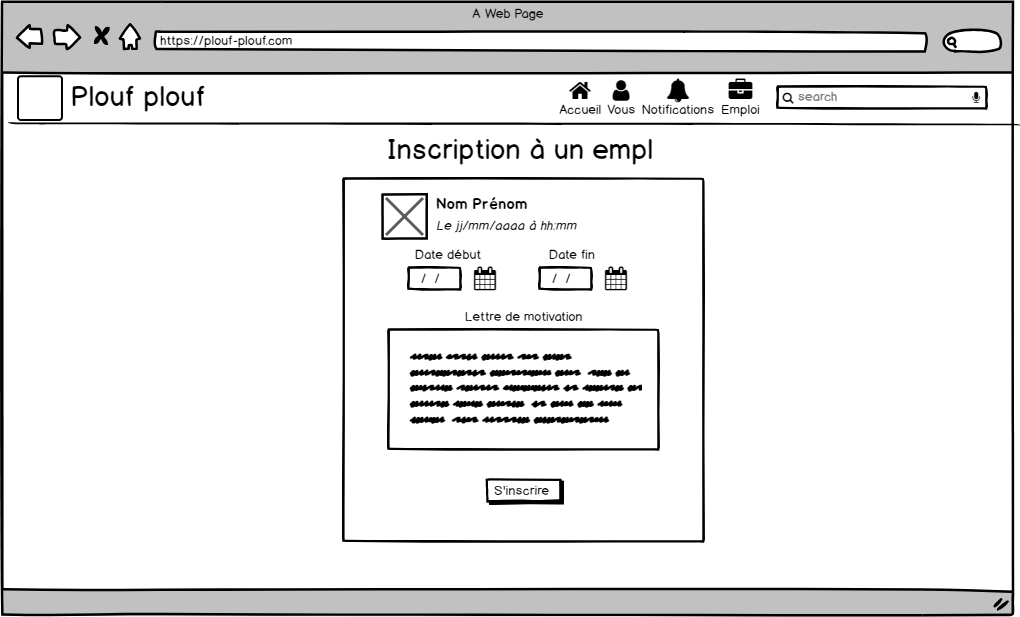 A Web Page
https://plouf-plouf.com
Plouf plouf
Accueil Vous Notifications Emploi
search
Inscription à un empl
Nom Prénom
Le jj/mm/aaaa à hh:mm
Date début Date fin
/ / / /
Lettre de motivation
S'inscrire